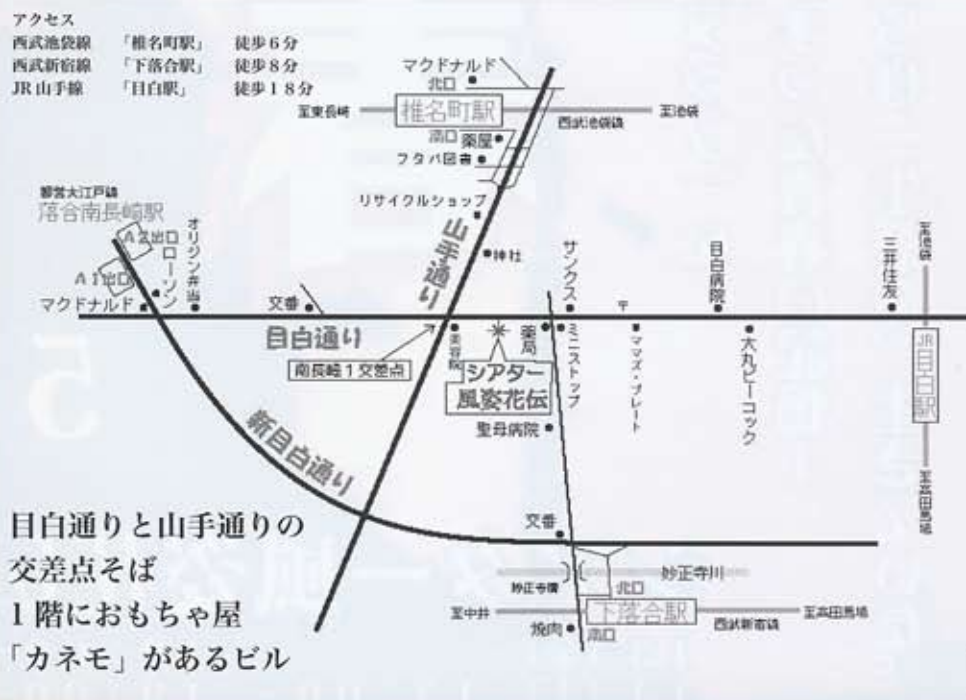 アクセス
西武池袋線 「椎名町駅」 徒歩6分
西武新宿線 「下落合駅」 徒歩8分
JR山手線 「目白駅」 徒歩18分
マクドナルド
北口
至東長崎
椎名町駅
西武池袋線
至池袋
南口
薬屋
フタバ図書
都営大江戸線
落合南長崎駅
リサイクルショップ
A2出口
A1出口
ローソン
オリジン弁当
マクドナルド
山手通り
神社
交番
目白通り
サンクス
〒
目白病院
三井住友
至池袋
南長崎1交差点
美容院
シアター
風姿花伝
薬局
ミニストップ
ママズ・プレート
大丸ピーコック
JR目白駅
聖母病院
新目白通り
至高田馬場
目白通りと山手通りの
交差点そば
1階におもちゃ屋
「カネモ」があるビル
交番
妙正寺川
北口
至中井
下落合駅
西武新宿線
至高田馬場
焼肉
南口